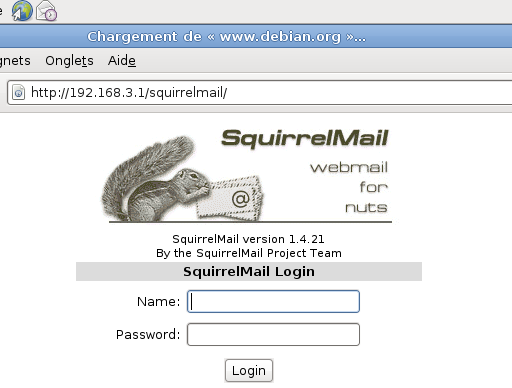 Chargement de « www.debian.org »...
Onglets Aide
http://192.168.3.1/squirrelmail/
SquirrelMail
webmail
for
nuts
@
SquirrelMail version 1.4.21
By the SquirrelMail Project Team
SquirrelMail Login
Name:
Password:
Login